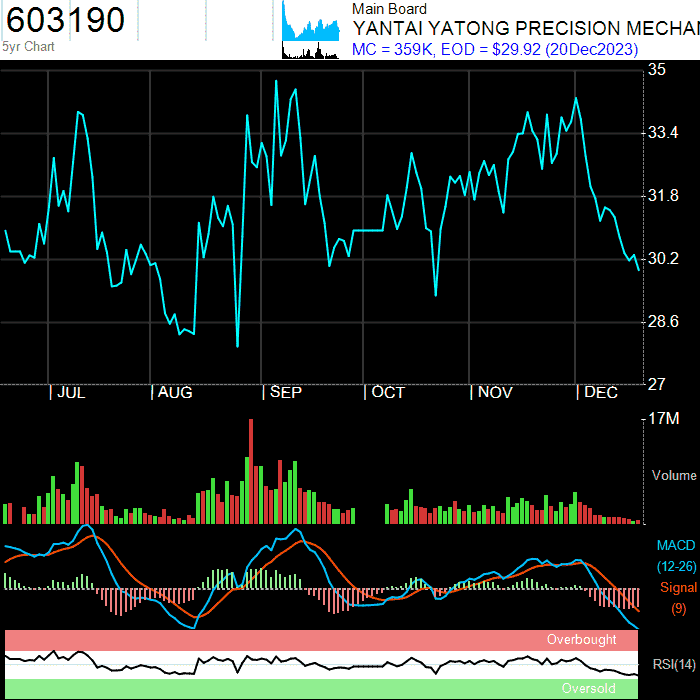 603190
5yr Chart
Main Board
YANTAI YATONG PRECISION MECHAN
MC = 359K, EOD = $29.92 (20Dec2023)
35
33.4
31.8
30.2
28.6
27
| JUL
| AUG
| SEP
| OCT
| NOV
| DEC
17M
Volume
MACD
(12-26)
Signal
(9)
Overbought
RSI(14)
Oversold